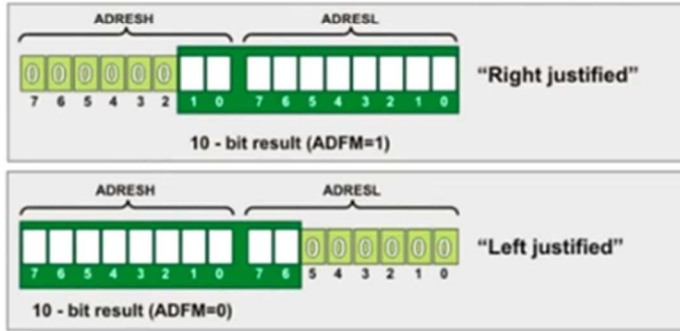 ADRESH ADRESL
0 0 0 0 0 0
7 6 5 4 3 2 1 0 7 6 5 4 3 2 1 0
“Right justified”
10 - bit result (ADFM=1)
ADRESH ADRESL
0 0 0 0 0 0
7 6 5 4 3 2 1 0 7 6 5 4 3 2 1 0
“Left justified”
10 - bit result (ADFM=0)